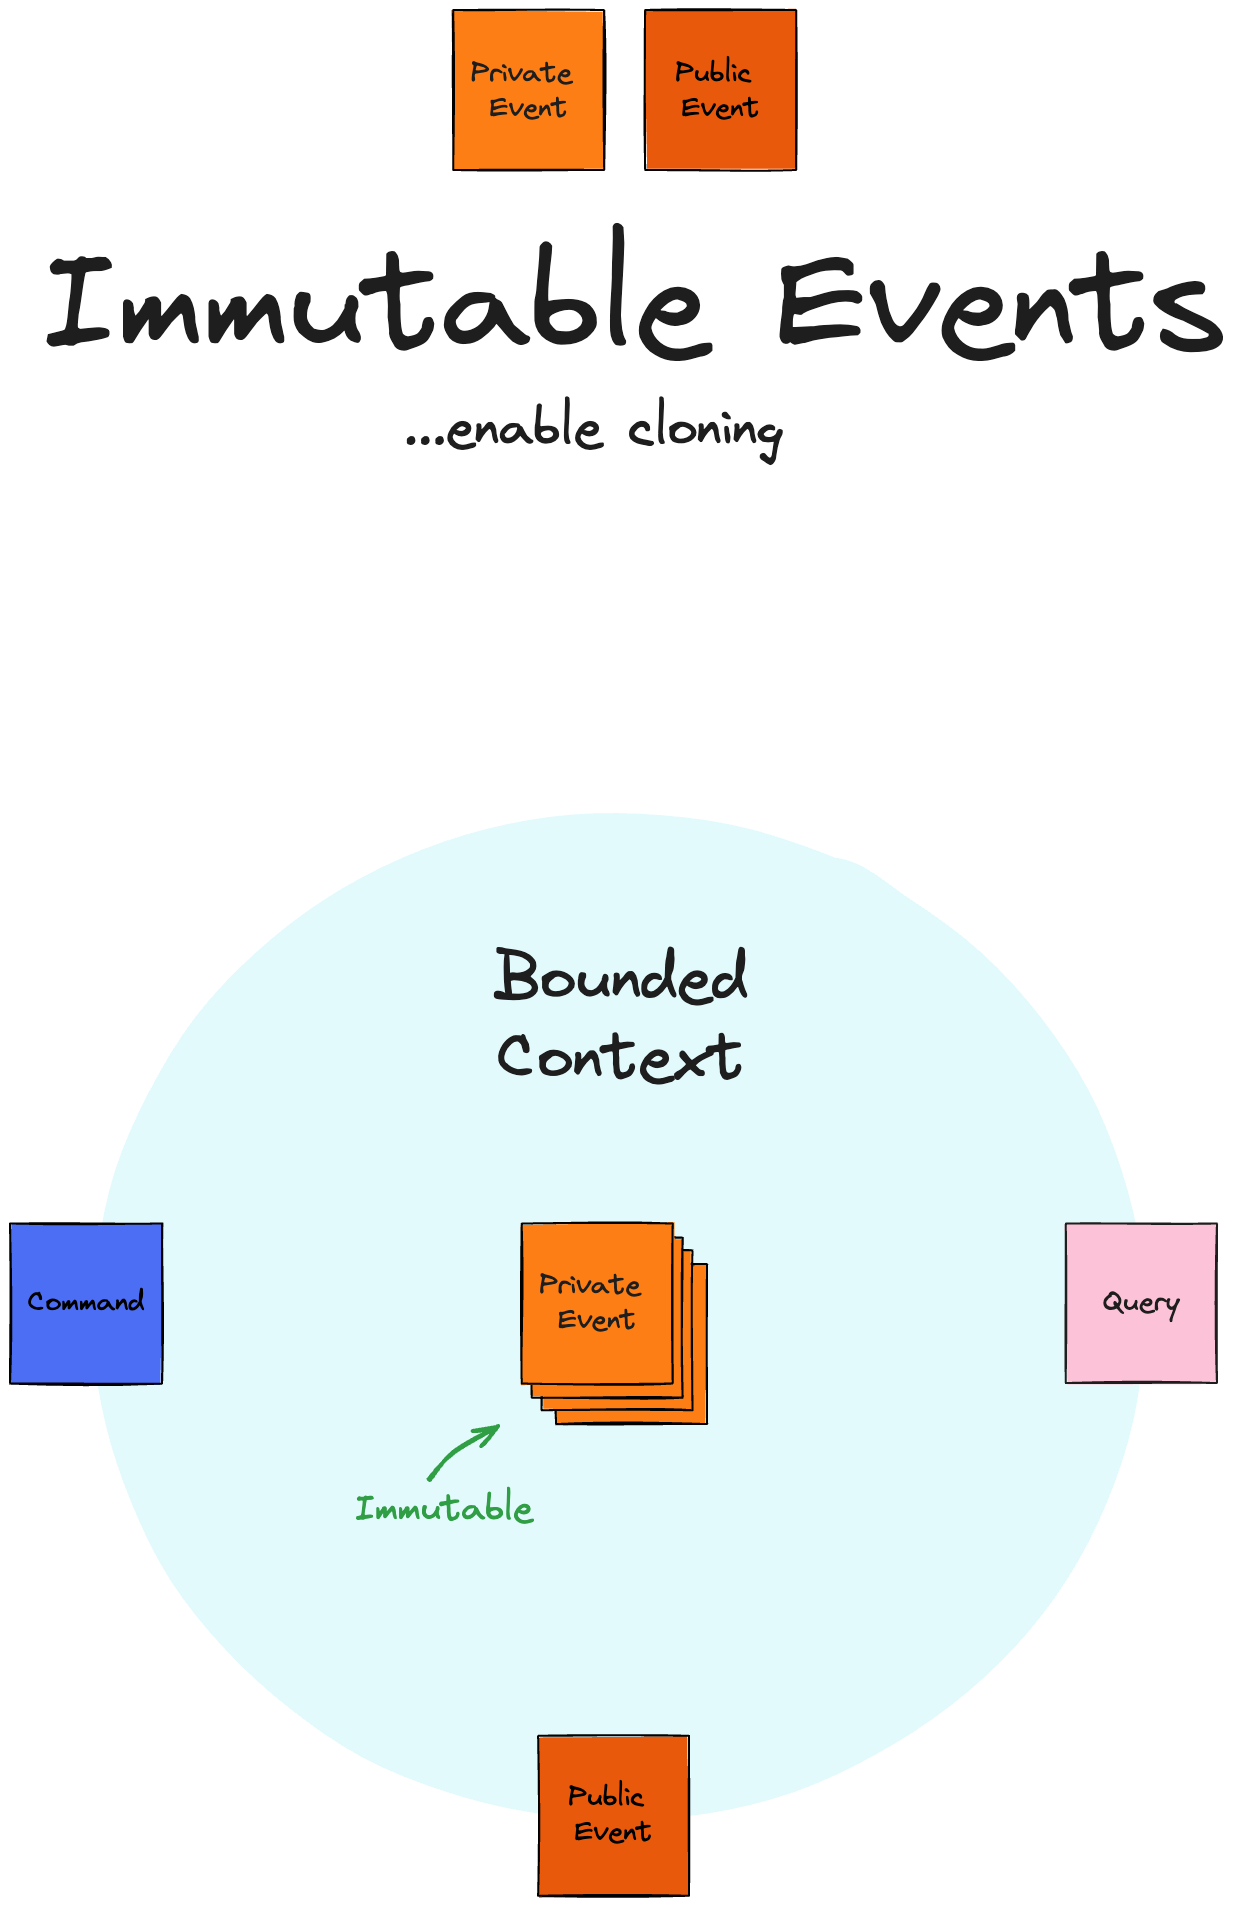 Private
Event
Public
Event
Immutable Events
...enable cloning
Bounded
Context
Command
Private
Event
Query
Immutable
Public
Event